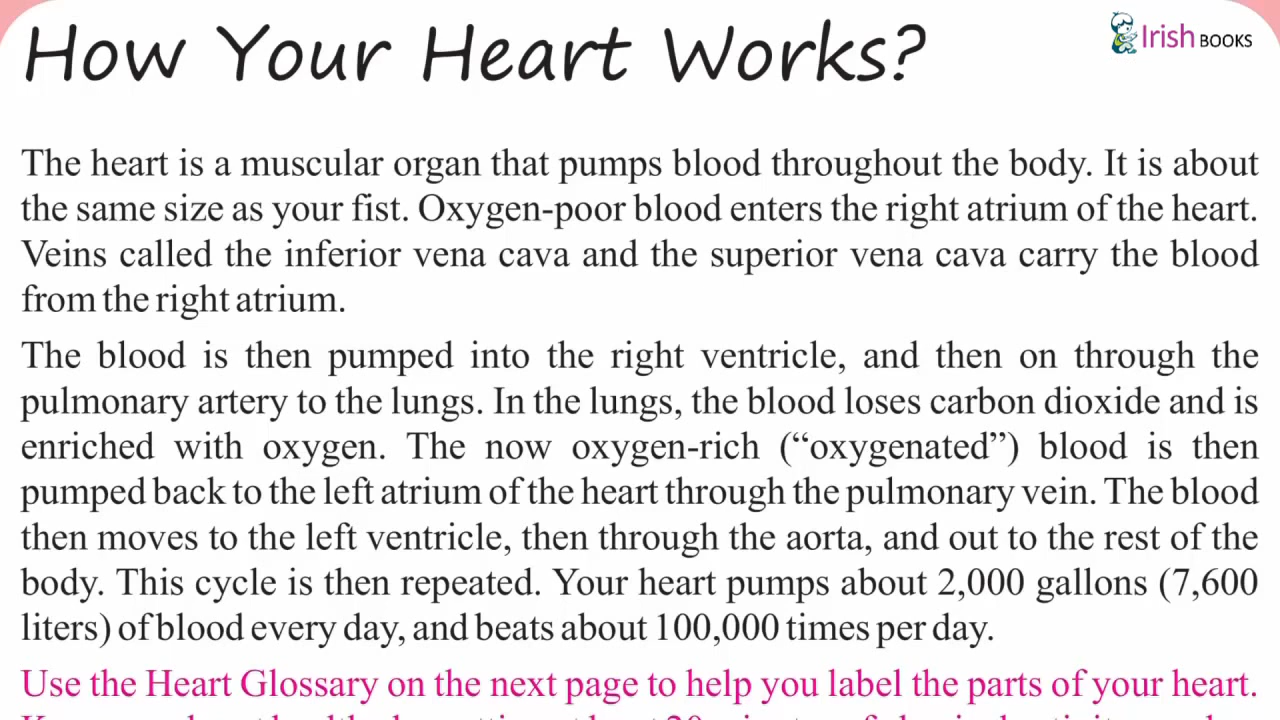 How Your Heart Works?
Irish BOOKS
The heart is a muscular organ that pumps blood throughout the body. It is about
the same size as your fist. Oxygen-poor blood enters the right atrium of the heart.
Veins called the inferior vena cava and the superior vena cava carry the blood
from the right atrium.
The blood is then pumped into the right ventricle, and then on through the
pulmonary artery to the lungs. In the lungs, the blood loses carbon dioxide and is
enriched with oxygen. The now oxygen-rich (“oxygenated”) blood is then
pumped back to the left atrium of the heart through the pulmonary vein. The blood
then moves to the left ventricle, then through the aorta, and out to the rest of the
body. This cycle is then repeated. Your heart pumps about 2,000 gallons (7,600
liters) of blood every day, and beats about 100,000 times per day.
Use the Heart Glossary on the next page to help you label the parts of your heart.